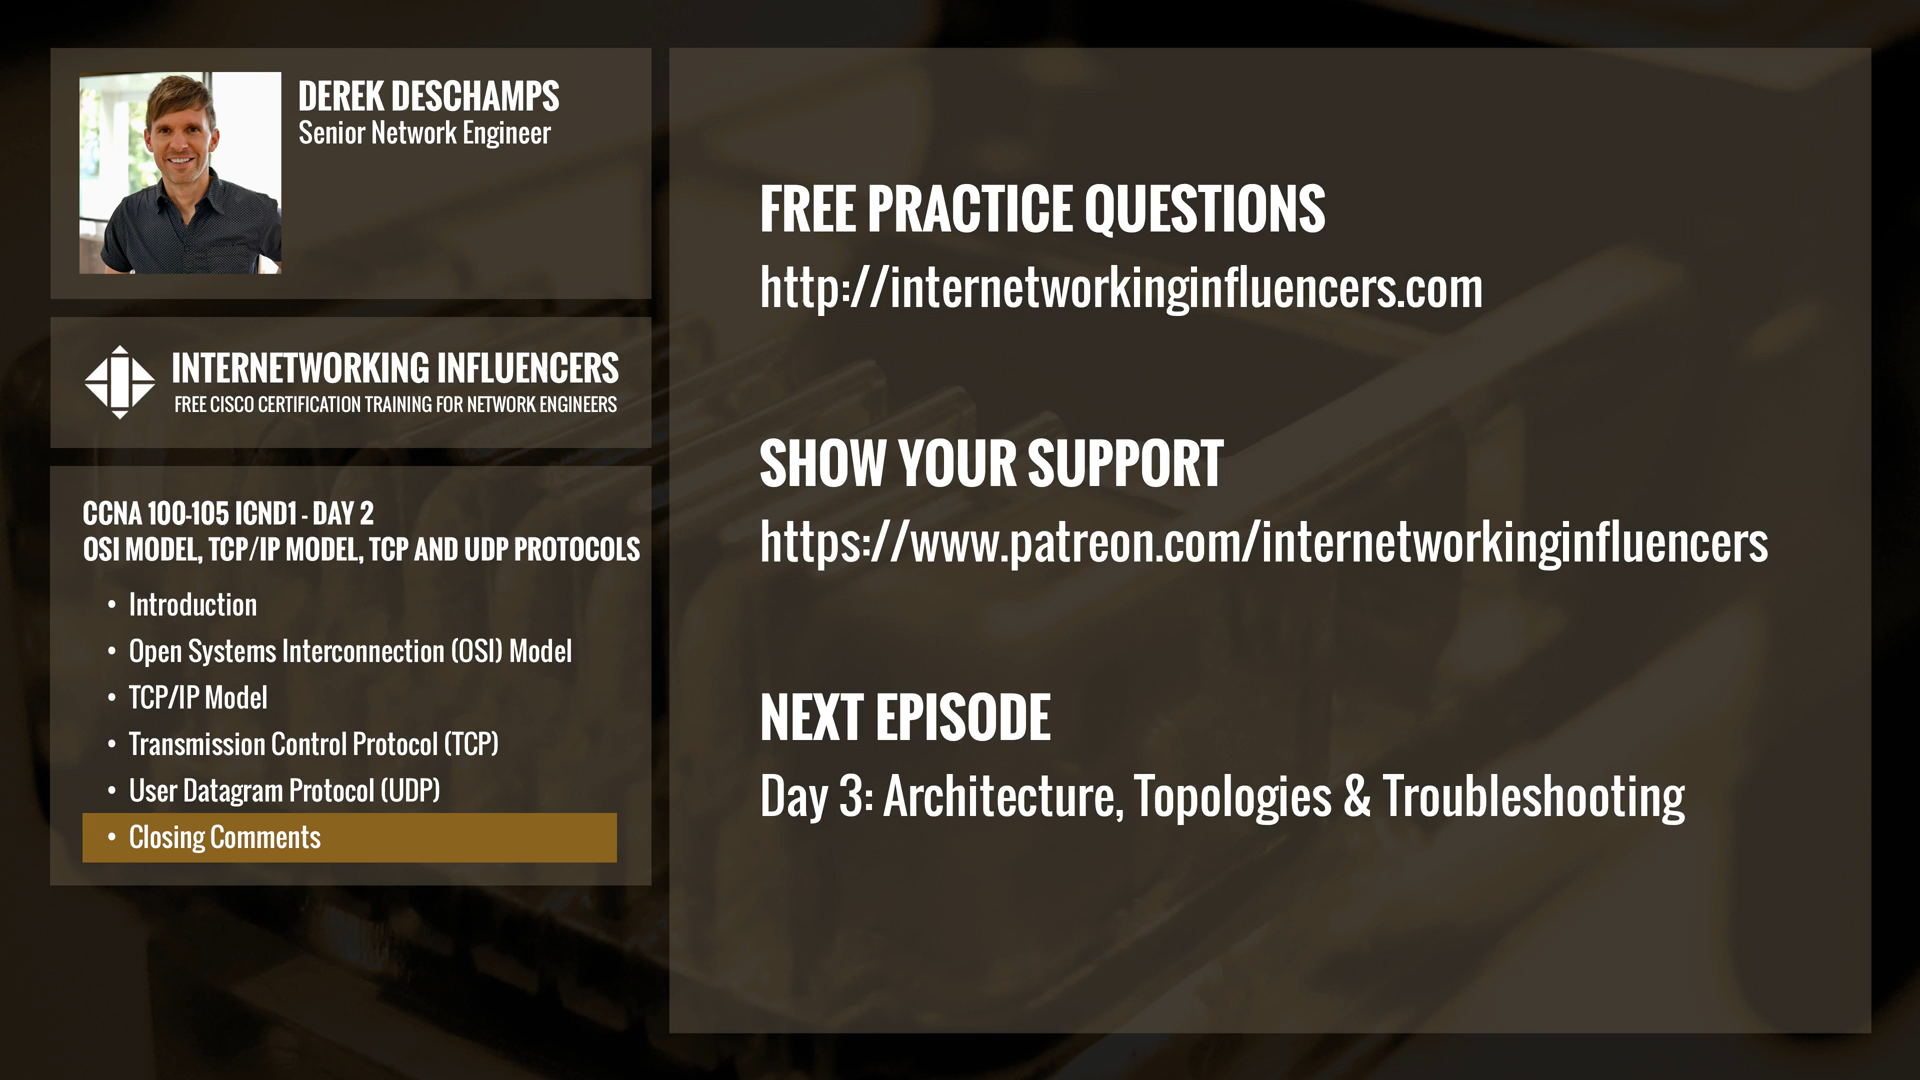 DEREK DESCHAMPS
Senior Network Engineer
INTERNETWORKING INFLUENCERS
FREE CISCO CERTIFICATION TRAINING FOR NETWORK ENGINEERS
CCNA 100-105 ICND1 - DAY 2
OSI MODEL, TCP/IP MODEL, TCP AND UDP PROTOCOLS
• Introduction
• Open Systems Interconnection (OSI) Model
• TCP/IP Model
• Transmission Control Protocol (TCP)
• User Datagram Protocol (UDP)
• Closing Comments
FREE PRACTICE QUESTIONS
http://internetworkinginfluencers.com
SHOW YOUR SUPPORT
https://www.patreon.com/internetworkinginfluencers
NEXT EPISODE
Day 3: Architecture, Topologies & Troubleshooting